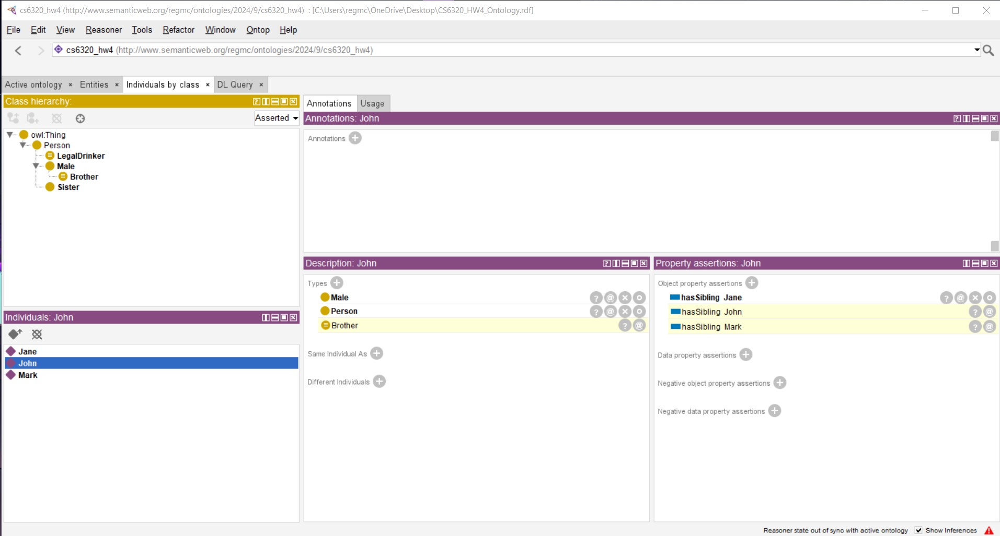 cs6320_hw4 (http://www.semanticweb.org/regmc/ontologies/2024/9/cs6320_hw4) : [C:\Users\regmc\OneDrive\Desktop\CS6320_HW4_Ontology.rdf]
File Edit View Reasoner Tools Refactor Window Ontop Help
cs6320_hw4 (http://www.semanticweb.org/regmc/ontologies/2024/9/cs6320_hw4)
Active ontology × Entities × Individuals by class × DL Query ×
Class hierarchy:
Asserted
owl:Thing
Person
LegalDrinker
Male
Brother
Sister
Individuals: John
Jane
John
Mark
Annotations Usage
Annotations: John
Annotations
Description: John
Types
Male
Person
Brother
Same Individual As
Different Individuals
Property assertions: John
Object property assertions
hasSibling Jane
hasSibling John
hasSibling Mark
Data property assertions
Negative object property assertions
Negative data property assertions
Reasoner state out of sync with active ontology Show Inferences